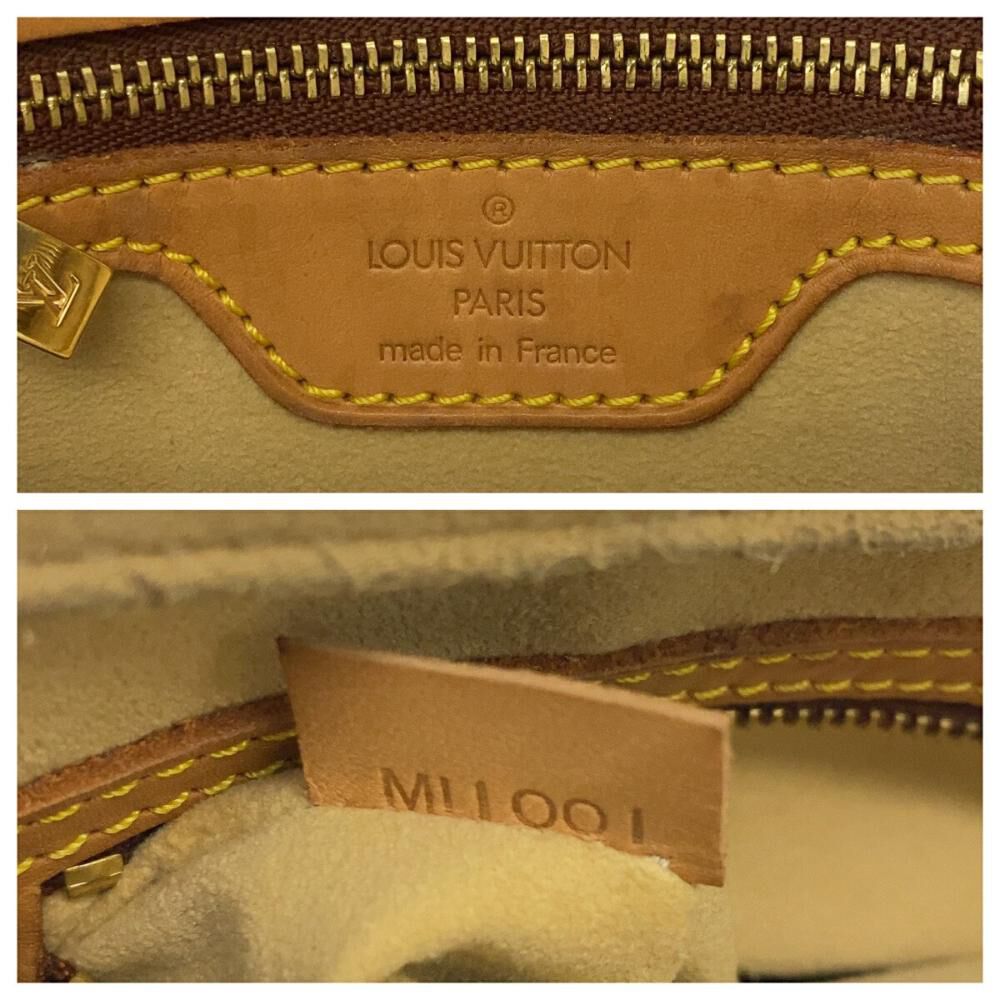 ®
LOUIS VUITTON
PARIS
made in France
MI1001